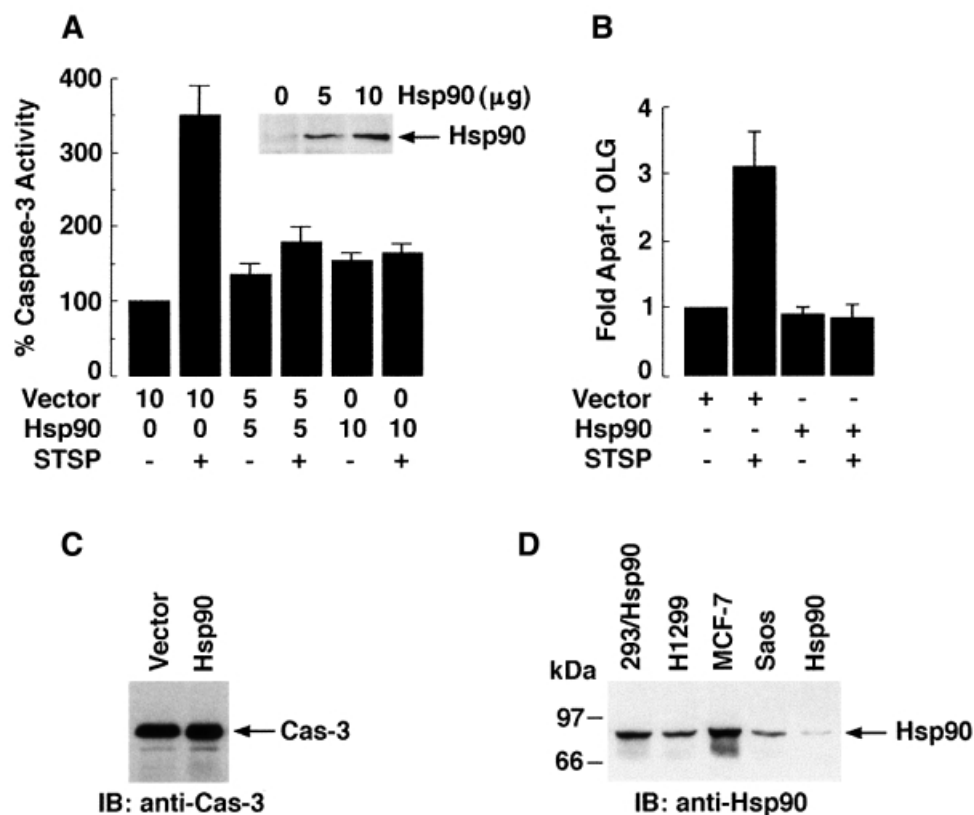 A
% Caspase-3 Activity
400
300
200
100
0
0 5 10 Hsp90 (μg)
Hsp90
Vector 10 10 5 5 0 0
Hsp90 0 0 5 5 10 10
STSP - + - + - +
B
Fold Apaf-1 OLG
4
3
2
1
0
Vector + + - -
Hsp90 - - + +
STSP - + - +
C
Vector
Hsp90
Cas-3
IB: anti-Cas-3
D
293/Hsp90
H1299
MCF-7
Saos
Hsp90
kDa
97
66
Hsp90
IB: anti-Hsp90